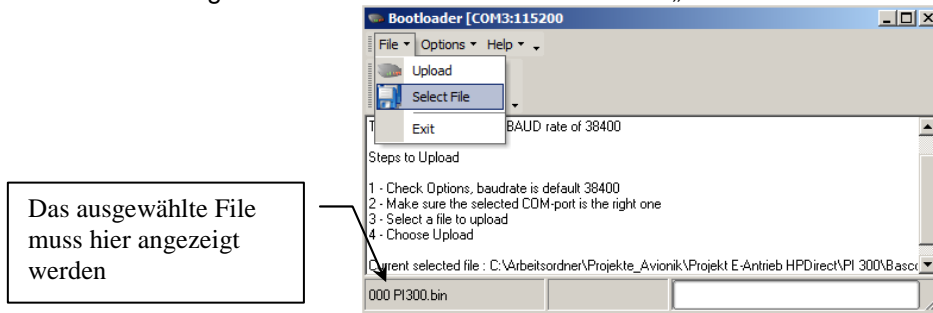 Bootloader [COM3:115200
File Options Help
Upload
Select File
Exit
BAUD rate of 38400
Steps to Upload
1 - Check Options, baudrate is default 38400
2 - Make sure the selected COM-port is the right one
3 - Select a file to upload
4 - Choose Upload
Current selected file : C:\Arbeitsordner\Projekte_Avionik\Projekt E-Antrieb HPDirect\PI 300\Basco
000 PI300.bin
Das ausgewählte File
muss hier angezeigt
werden